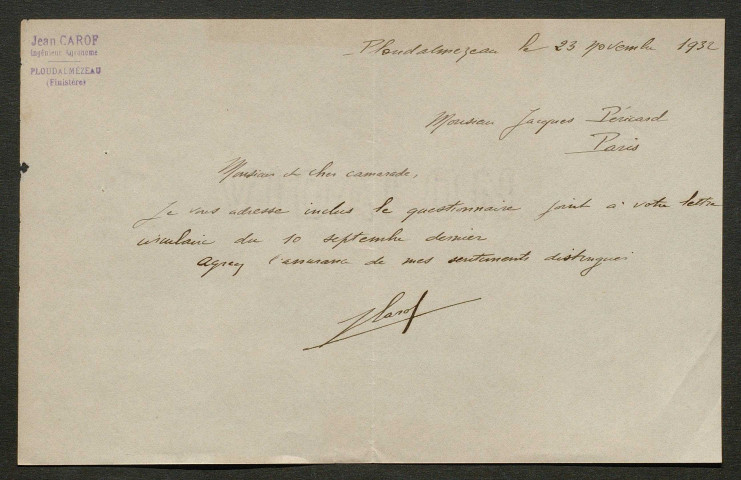 Jean CAROF
Ingénieur Agronome
PLOUDALMÉZEAU
(Finistère)
Ploudalmezeau le 23 Novembre 1932
Monsieur Jacques Péricard
Paris
Monsieur et cher camarade,
Je vous adresse inclus le questionnaire joint à votre lettre
circulaire du 10 septembre dernier
Agréez l'assurance de mes sentiments distingués
JCarof